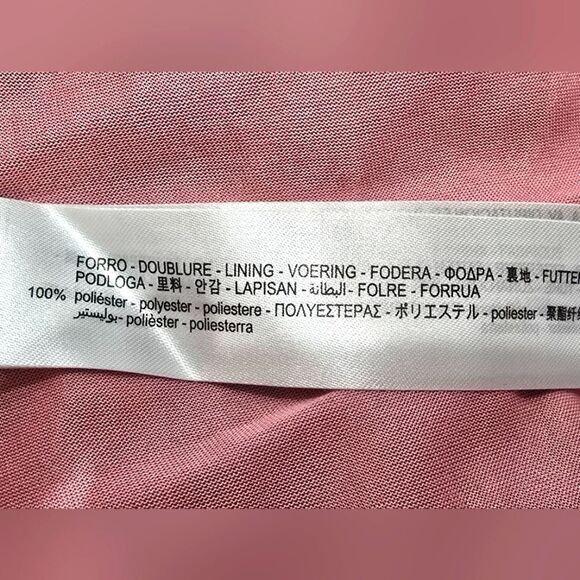 FORRO - DOUBLURE - LINING - VOERING - FODERA - ΦΟΔΡΑ - 裏地 - FUTTER
PODLOGA - 里料 - 안감 - LAPISAN - البطانة - FOLRE - FORRUA
100% poliéster - polyester - poliestere - ΠΟΛΥΕΣΤΕΡΑΣ - ポリエステル - poliester - 聚酯纤维
بوليستير - polièster - poliesterra